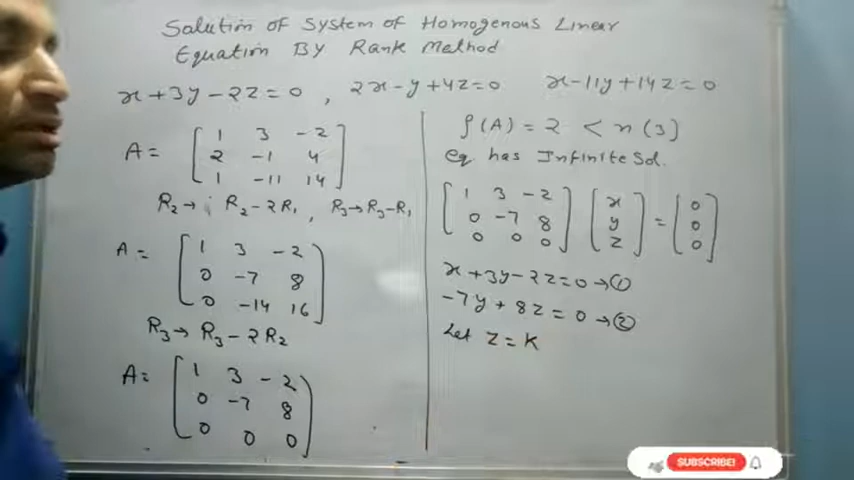 Solution of System of Homogenous Linear
Equation By Rank Method
x+3y-2z=0 , 2x-y+4z=0 x-11y+14z=0
A= [ 1 3 -2
2 -1 4
1 -11 14 ]
R2→ R2-2R1 , R3→R3-R1
A= [ 1 3 -2
0 -7 8
0 -14 16 ]
R3→ R3-2R2
A= [ 1 3 -2
0 -7 8
0 0 0 ]
ρ(A) = 2 < n(3)
Eq has Infinite Sol.
[ 1 3 -2 ] [ x ] [ 0 ]
[ 0 -7 8 ] [ y ] = [ 0 ]
[ 0 0 0 ] [ z ] [ 0 ]
x+3y-2z=0 →①
-7y+8z=0 →②
Let z=K
SUBSCRIBE!